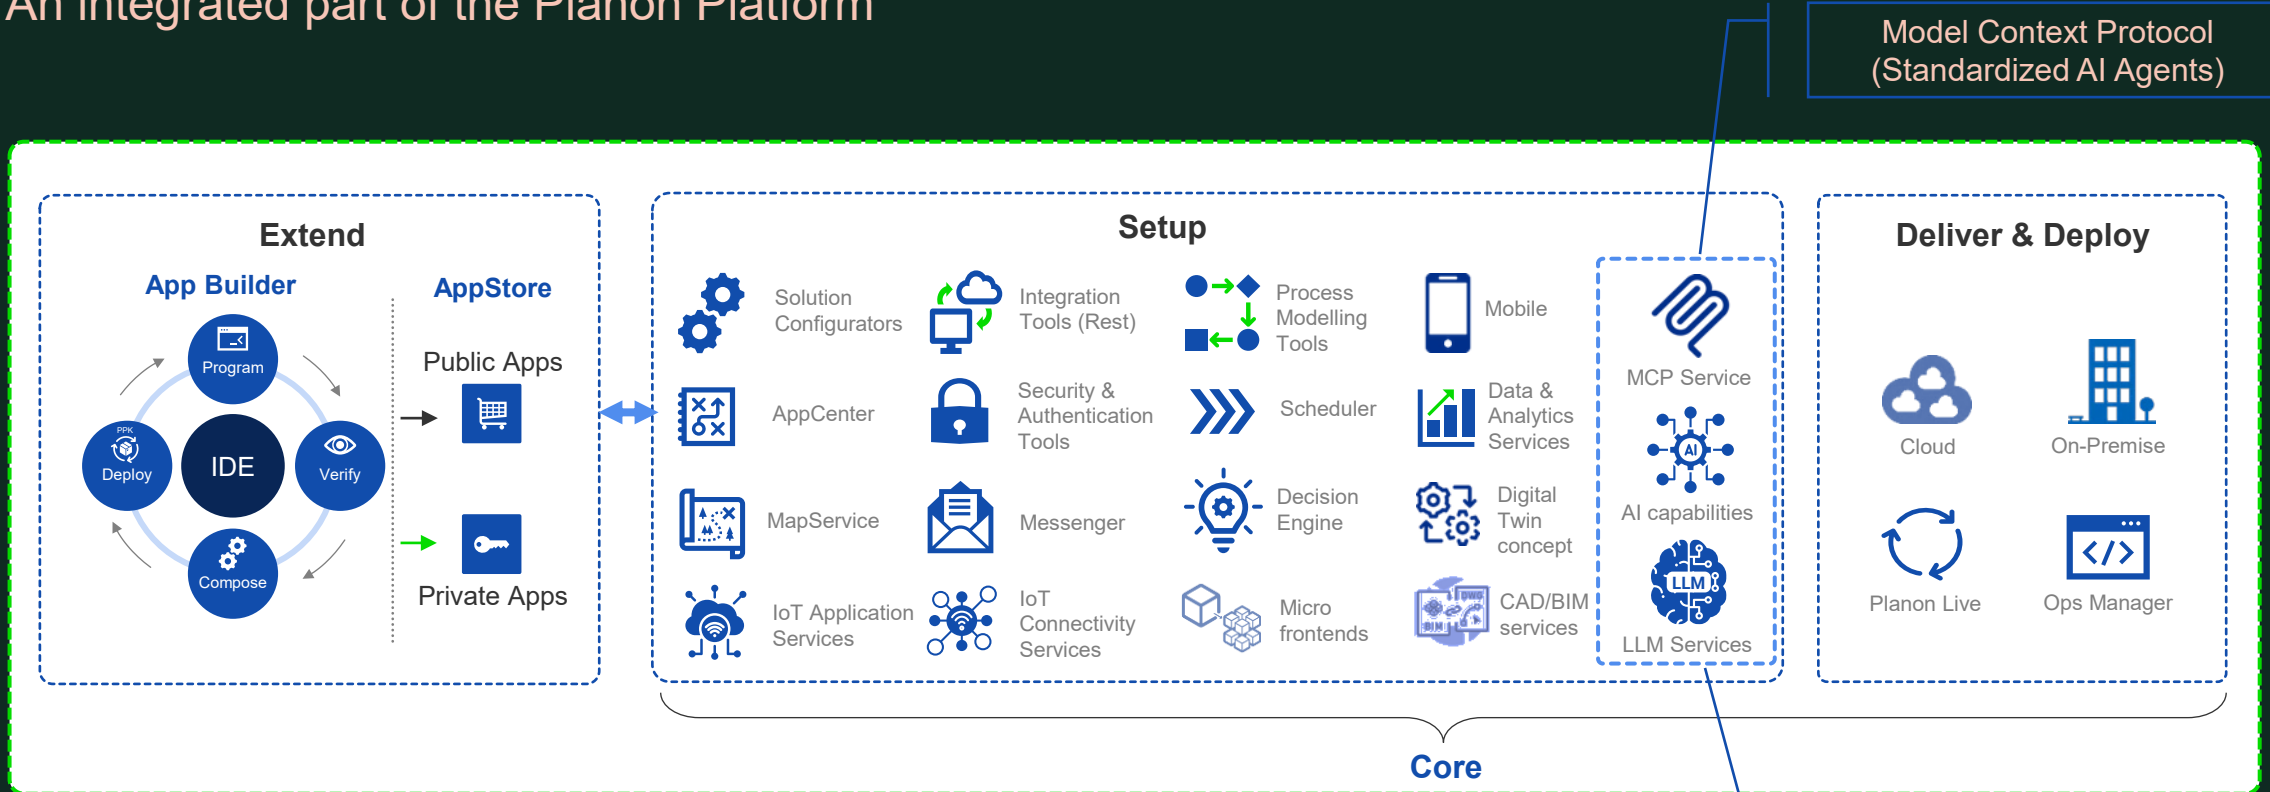 An integrated part of the Planon Platform
Model Context Protocol
(Standardized AI Agents)
Extend
App Builder
AppStore
Program
Public Apps
PPK
Deploy
IDE
Verify
Compose
Private Apps
Setup
Solution
Configurators
Integration
Tools (Rest)
Process
Modelling
Tools
Mobile
MCP Service
AppCenter
Security &
Authentication
Tools
Scheduler
Data &
Analytics
Services
AI
AI capabilities
MapService
Messenger
Decision
Engine
Digital
Twin
concept
LLM
LLM Services
IoT Application
Services
IoT
Connectivity
Services
Micro
frontends
DWG
BIM
CAD/BIM
services
Deliver & Deploy
Cloud
On-Premise
Planon Live
Ops Manager
Core